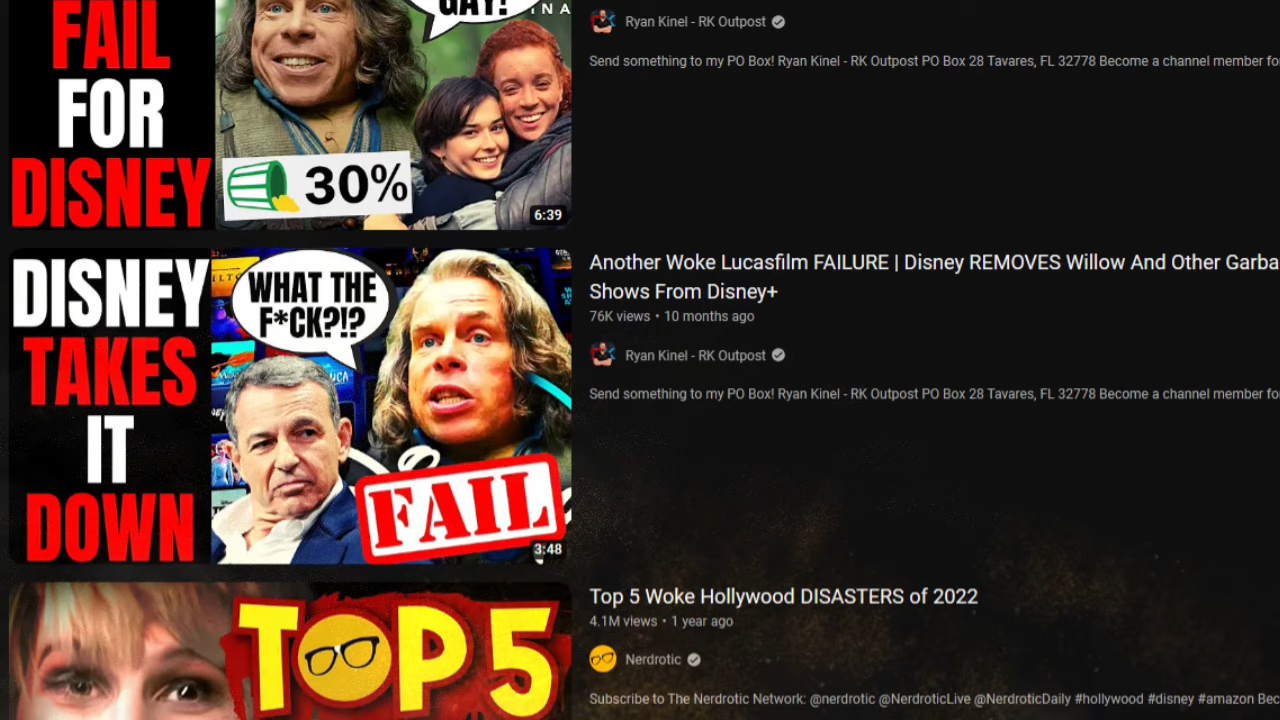 FAIL
FOR
DISNEY
GAY!
INA
30%
6:39
Ryan Kinel - RK Outpost
Send something to my PO Box! Ryan Kinel - RK Outpost PO Box 28 Tavares, FL 32778 Become a channel member fo
DISNEY
TAKES
IT
DOWN
WHAT THE
F*CK?!?
FAIL
3:48
Another Woke Lucasfilm FAILURE | Disney REMOVES Willow And Other Garba
Shows From Disney+
76K views • 10 months ago
Ryan Kinel - RK Outpost
Send something to my PO Box! Ryan Kinel - RK Outpost PO Box 28 Tavares, FL 32778 Become a channel member fo
TOP 5
Top 5 Woke Hollywood DISASTERS of 2022
4.1M views • 1 year ago
Nerdrotic
Subscribe to The Nerdrotic Network: @nerdrotic @NerdroticLive @NerdroticDaily #hollywood #disney #amazon Bec